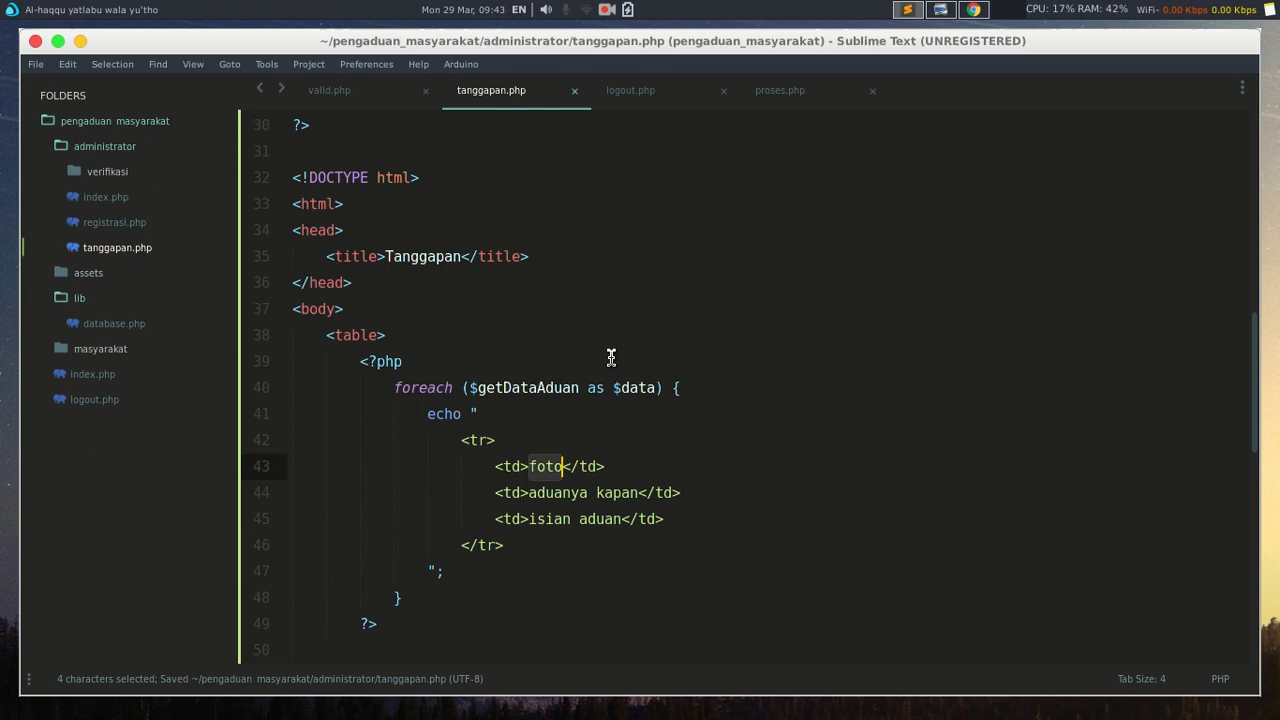 Al-haqqu yatlabu wala yu'tho
Mon 29 Mar, 09:43 EN
CPU: 17% RAM: 42% WiFi- 0.00 Kbps 0.00 Kbps
~/pengaduan_masyarakat/administrator/tanggapan.php (pengaduan_masyarakat) - Sublime Text (UNREGISTERED)
File Edit Selection Find View Goto Tools Project Preferences Help Arduino
FOLDERS
pengaduan masyarakat
administrator
verifikasi
index.php
registrasi.php
tanggapan.php
assets
lib
database.php
masyarakat
index.php
logout.php
valid.php × tanggapan.php × logout.php × proses.php ×
30 ?>
31
32 <!DOCTYPE html>
33 <html>
34 <head>
35 <title>Tanggapan</title>
36 </head>
37 <body>
38 <table>
39 <?php
40 foreach ($getDataAduan as $data) {
41 echo "
42 <tr>
43 <td>foto</td>
44 <td>aduanya kapan</td>
45 <td>isian aduan</td>
46 </tr>
47 ";
48 }
49 ?>
50
4 characters selected; Saved ~/pengaduan masyarakat/administrator/tanggapan.php (UTF-8)
Tab Size: 4 PHP